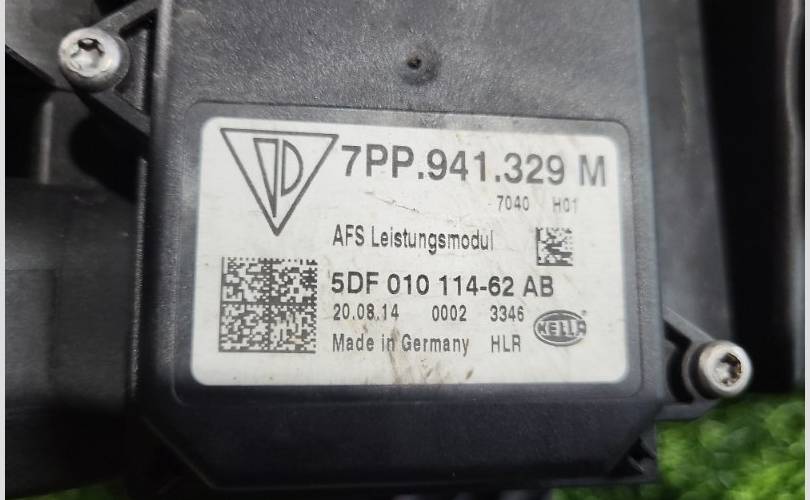 7PP.941.329 M
7040 H01
AFS Leistungsmodul
5DF 010 114-62 AB
20.08.14 0002 3346
Made in Germany HLR HELLA